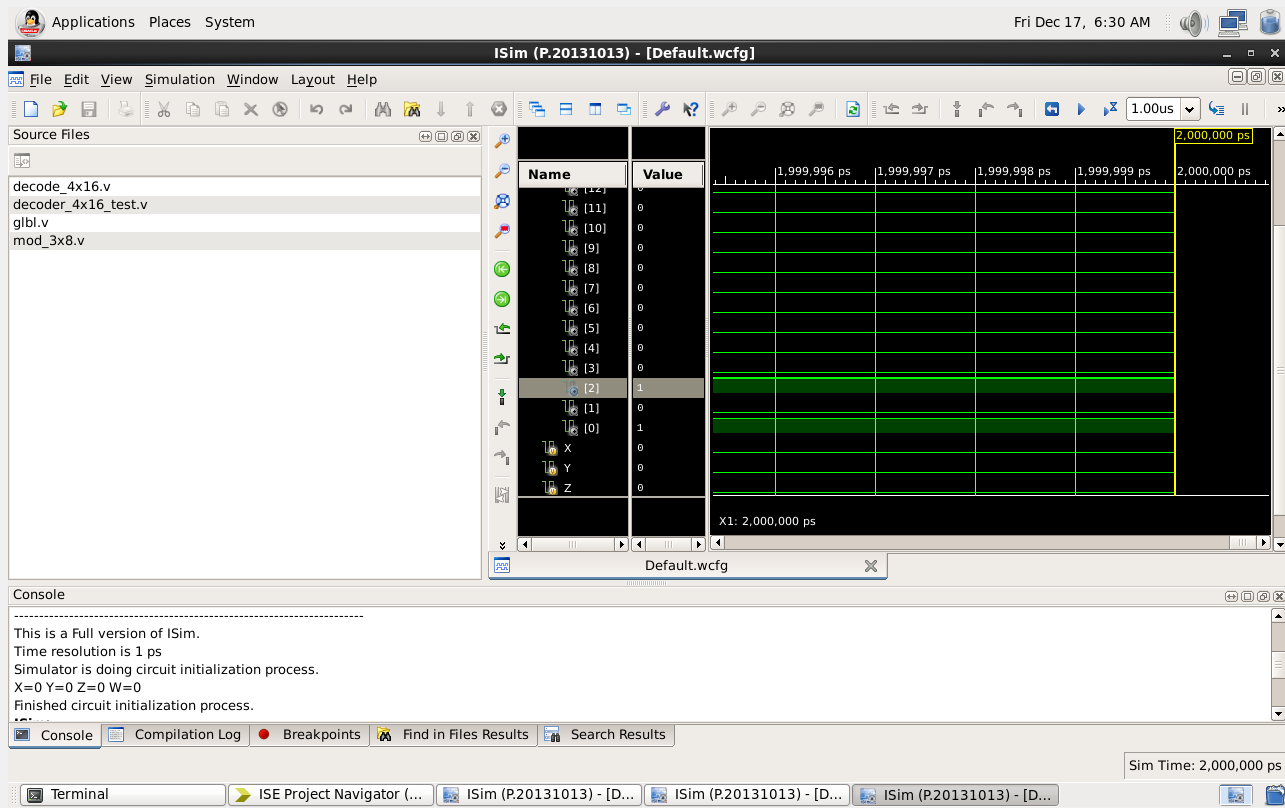 Applications Places System Fri Dec 17, 6:30 AM
ISim (P.20131013) - [Default.wcfg]
File Edit View Simulation Window Layout Help
1.00us »
Source Files
decode_4x16.v
decoder_4x16_test.v
glbl.v
mod_3x8.v
2,000,000 ps
Name Value
1,999,996 ps 1,999,997 ps 1,999,998 ps 1,999,999 ps 2,000,000 ps
[12] 0
[11] 0
[10] 0
[9] 0
[8] 0
[7] 0
[6] 0
[5] 0
[4] 0
[3] 0
[2] 1
[1] 0
[0] 1
X 0
Y 0
Z 0
X1: 2,000,000 ps
Default.wcfg
Console
------------------------------------------------------------------------
This is a Full version of ISim.
Time resolution is 1 ps
Simulator is doing circuit initialization process.
X=0 Y=0 Z=0 W=0
Finished circuit initialization process.
Console Compilation Log Breakpoints Find in Files Results Search Results
Sim Time: 2,000,000 ps
Terminal ISE Project Navigator (... ISim (P.20131013) - [D... ISim (P.20131013) - [D... ISim (P.20131013) - [D...